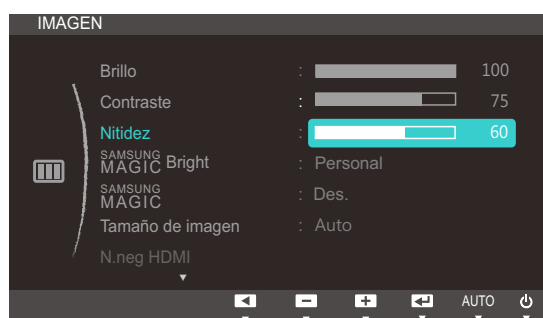 IMAGEN
Brillo : 100
Contraste : 75
Nitidez : 60
SAMSUNG MAGIC Bright : Personal
SAMSUNG MAGIC : Des.
Tamaño de imagen : Auto
N.neg HDMI
AUTO